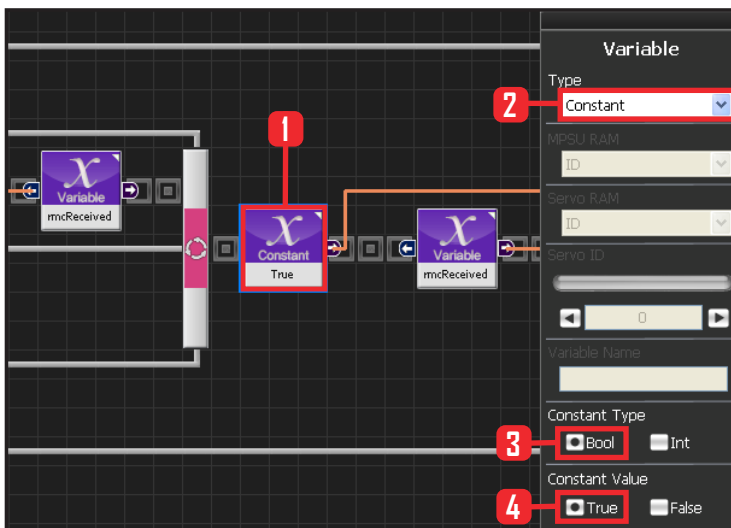 Variable
Type
2
Constant
1
MPSU RAM
ID
X
Variable
rmcReceived
Servo RAM
ID
X
Constant
True
X
Variable
rmcReceived
Servo ID
0
Variable Name
Constant Type
3
Bool
Int
Constant Value
4
True
False